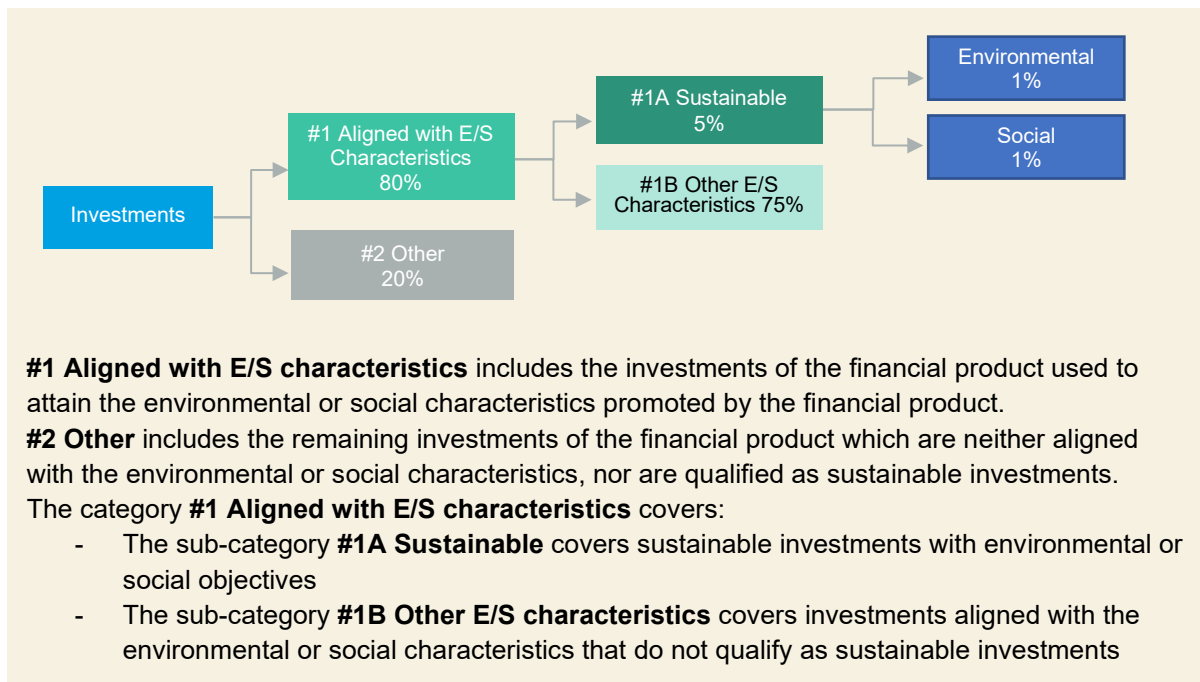 Investments
#1 Aligned with E/S
Characteristics
80%
#2 Other
20%
#1A Sustainable
5%
#1B Other E/S
Characteristics 75%
Environmental
1%
Social
1%
#1 Aligned with E/S characteristics includes the investments of the financial product used to
attain the environmental or social characteristics promoted by the financial product.
#2 Other includes the remaining investments of the financial product which are neither aligned
with the environmental or social characteristics, nor are qualified as sustainable investments.
The category #1 Aligned with E/S characteristics covers:
- The sub-category #1A Sustainable covers sustainable investments with environmental or
social objectives
- The sub-category #1B Other E/S characteristics covers investments aligned with the
environmental or social characteristics that do not qualify as sustainable investments